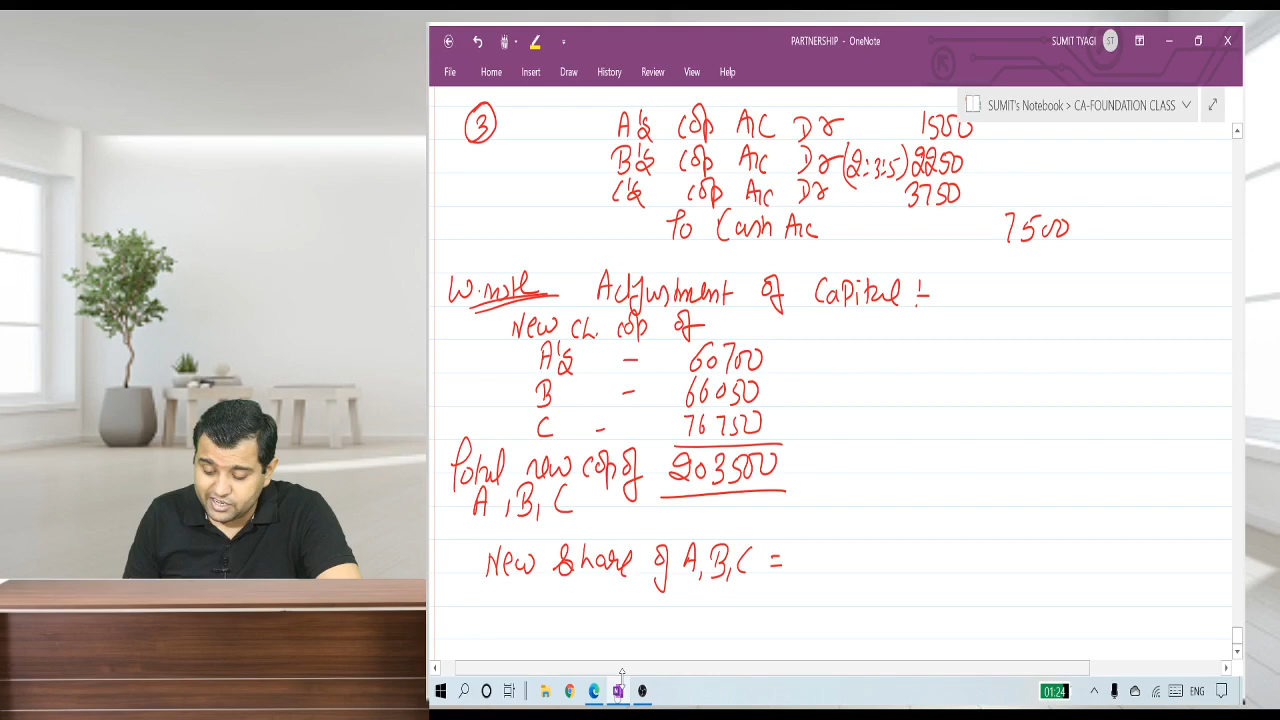 PARTNERSHIP - OneNote
SUMIT TYAGI ST
File Home Insert Draw History Review View Help
SUMIT's Notebook > CA-FOUNDATION CLASS
3
A's cap A/C Dr 1500
B's cap A/c Dr (2:3:5) 2250
C's cap A/c Dr 3750
To Cash A/c 7500
W. note Adjustment of Capital :-
New CL. cap of
A's - 60700
B - 66050
C - 76750
Total new cap of 203500
A, B, C
New Share of A, B, C =
01:24 ENG